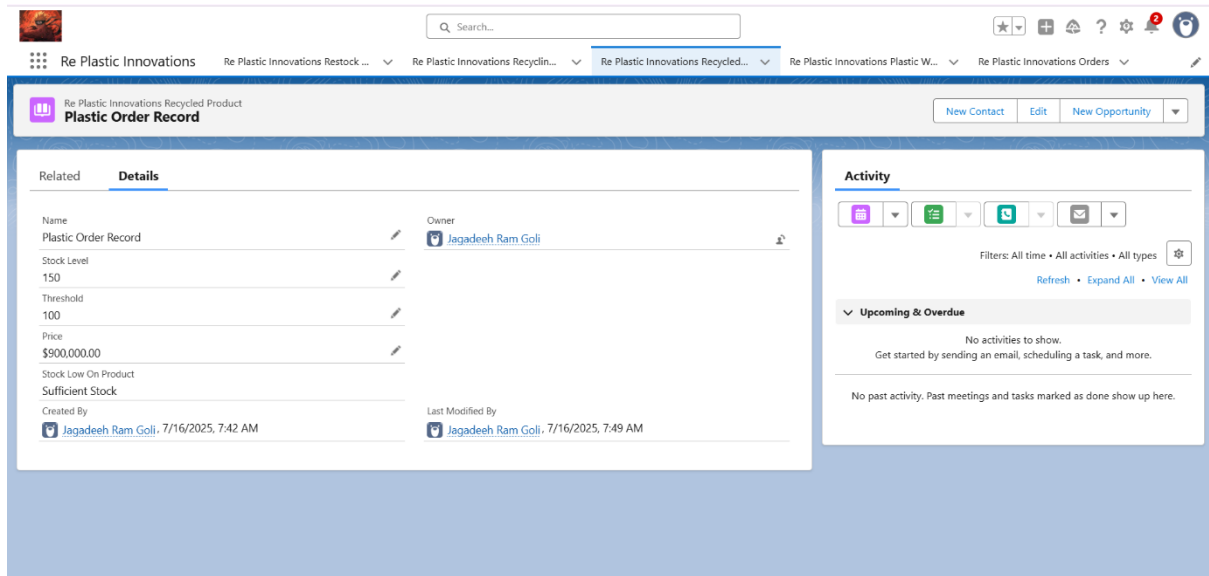 Search...
2
Re Plastic Innovations
Re Plastic Innovations Restock ...
Re Plastic Innovations Recyclin...
Re Plastic Innovations Recycled...
Re Plastic Innovations Plastic W...
Re Plastic Innovations Orders
Re Plastic Innovations Recycled Product
Plastic Order Record
New Contact
Edit
New Opportunity
Related
Details
Name
Plastic Order Record
Owner
Jagadeeh Ram Goli
Stock Level
150
Threshold
100
Price
$900,000.00
Stock Low On Product
Sufficient Stock
Created By
Jagadeeh Ram Goli, 7/16/2025, 7:42 AM
Last Modified By
Jagadeeh Ram Goli, 7/16/2025, 7:49 AM
Activity
Filters: All time • All activities • All types
Refresh • Expand All • View All
Upcoming & Overdue
No activities to show.
Get started by sending an email, scheduling a task, and more.
No past activity. Past meetings and tasks marked as done show up here.